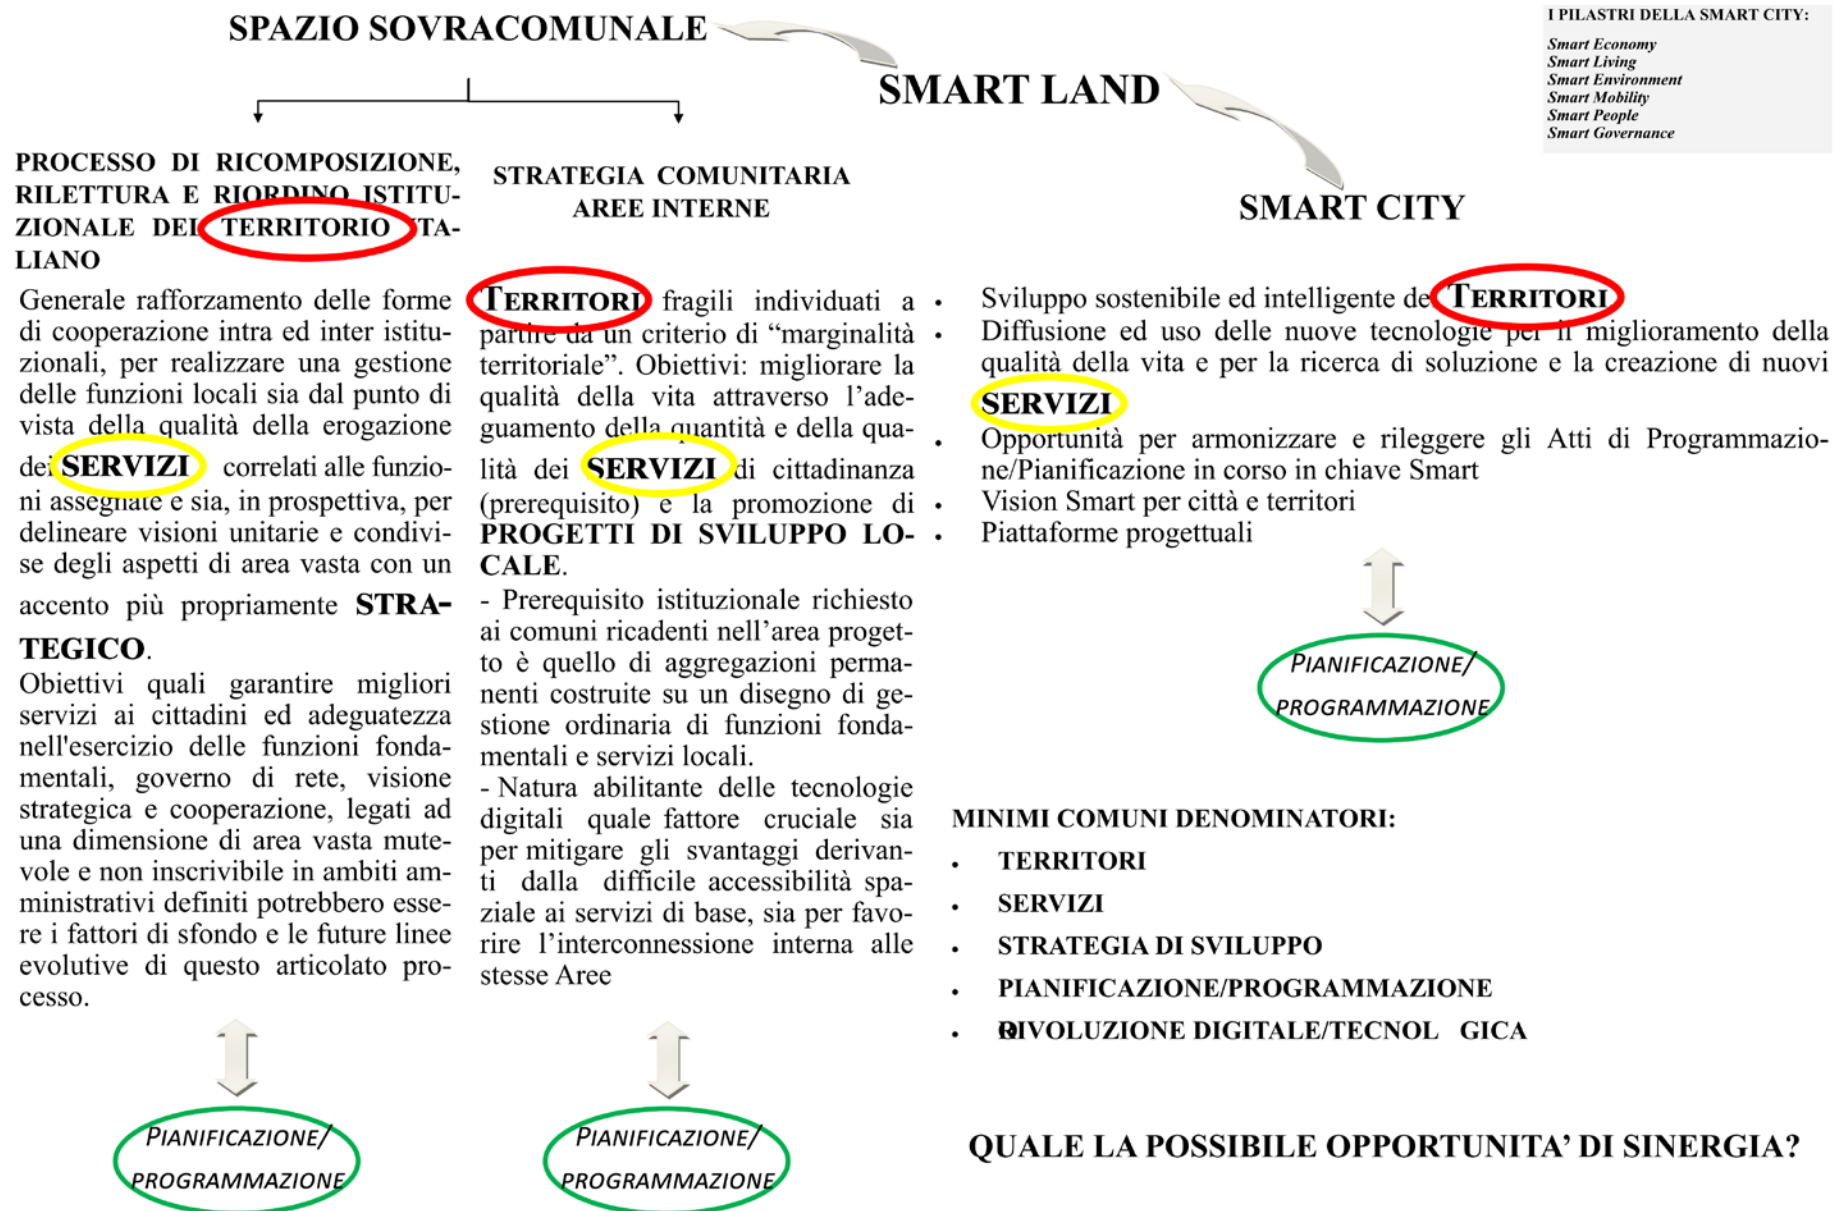 SPAZIO SOVRACOMUNALE
SMART LAND
I PILASTRI DELLA SMART CITY:
Smart Economy
Smart Living
Smart Environment
Smart Mobility
Smart People
Smart Governance
PROCESSO DI RICOMPOSIZIONE,
RILETTURA E RIORDINO ISTITU-
ZIONALE DEL TERRITORIO ITA-
LIANO
Generale rafforzamento delle forme
di cooperazione intra ed inter istitu-
zionali, per realizzare una gestione
delle funzioni locali sia dal punto di
vista della qualità della erogazione
dei SERVIZI correlati alle funzio-
ni assegnate e sia, in prospettiva, per
delineare visioni unitarie e condivi-
se degli aspetti di area vasta con un
accento più propriamente STRA-
TEGICO.
Obiettivi quali garantire migliori
servizi ai cittadini ed adeguatezza
nell'esercizio delle funzioni fonda-
mentali, governo di rete, visione
strategica e cooperazione, legati ad
una dimensione di area vasta mute-
vole e non inscrivibile in ambiti am-
ministrativi definiti potrebbero esse-
re i fattori di sfondo e le future linee
evolutive di questo articolato pro-
cesso.
PIANIFICAZIONE/
PROGRAMMAZIONE
STRATEGIA COMUNITARIA
AREE INTERNE
TERRITORI fragili individuati a
partire da un criterio di “marginalità
territoriale”. Obiettivi: migliorare la
qualità della vita attraverso l’ade-
guamento della quantità e della qua-
lità dei SERVIZI di cittadinanza
(prerequisito) e la promozione di
PROGETTI DI SVILUPPO LO-
CALE.
- Prerequisito istituzionale richiesto
ai comuni ricadenti nell’area proget-
to è quello di aggregazioni perma-
nenti costruite su un disegno di ge-
stione ordinaria di funzioni fonda-
mentali e servizi locali.
- Natura abilitante delle tecnologie
digitali quale fattore cruciale sia
per mitigare gli svantaggi derivan-
ti dalla difficile accessibilità spa-
ziale ai servizi di base, sia per favo-
rire l’interconnessione interna alle
stesse Aree
PIANIFICAZIONE/
PROGRAMMAZIONE
SMART CITY
• Sviluppo sostenibile ed intelligente dei TERRITORI
• Diffusione ed uso delle nuove tecnologie per il miglioramento della
qualità della vita e per la ricerca di soluzione e la creazione di nuovi
SERVIZI
• Opportunità per armonizzare e rileggere gli Atti di Programmazio-
ne/Pianificazione in corso in chiave Smart
• Vision Smart per città e territori
• Piattaforme progettuali
PIANIFICAZIONE/
PROGRAMMAZIONE
MINIMI COMUNI DENOMINATORI:
• TERRITORI
• SERVIZI
• STRATEGIA DI SVILUPPO
• PIANIFICAZIONE/PROGRAMMAZIONE
• RIVOLUZIONE DIGITALE/TECNOL GICA
QUALE LA POSSIBILE OPPORTUNITA’ DI SINERGIA?